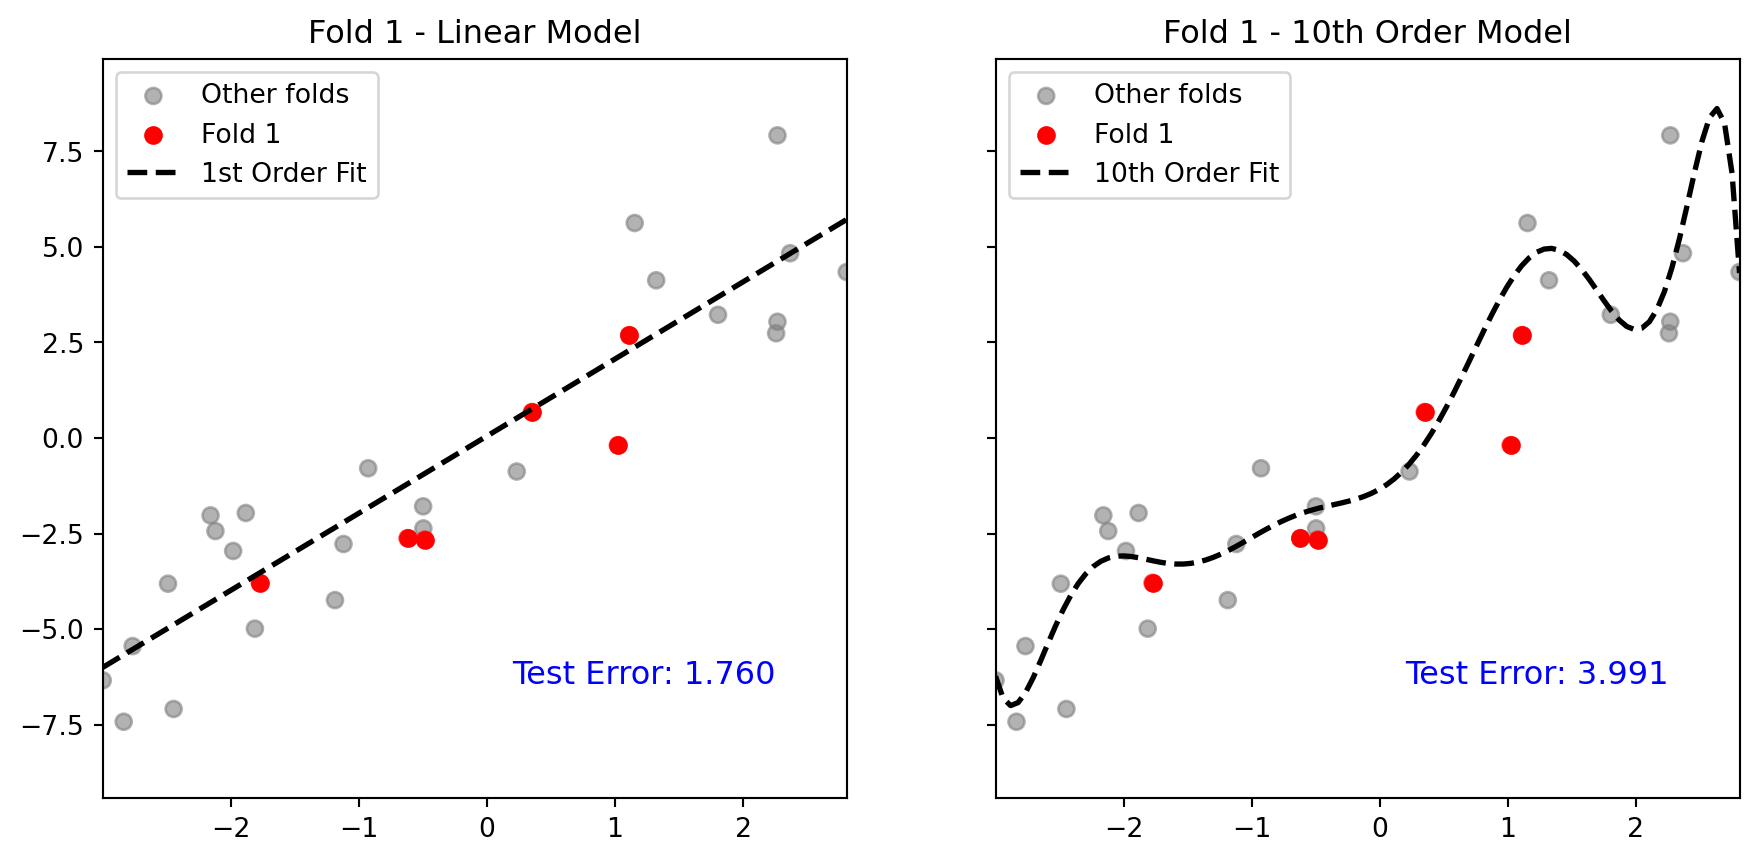 Fold 1 - Linear Model
Other folds
Fold 1
1st Order Fit
7.5
5.0
2.5
0.0
−2.5
−5.0
−7.5
Test Error: 1.760
−2
−1
0
1
2
Fold 1 - 10th Order Model
Other folds
Fold 1
10th Order Fit
Test Error: 3.991
−2
−1
0
1
2